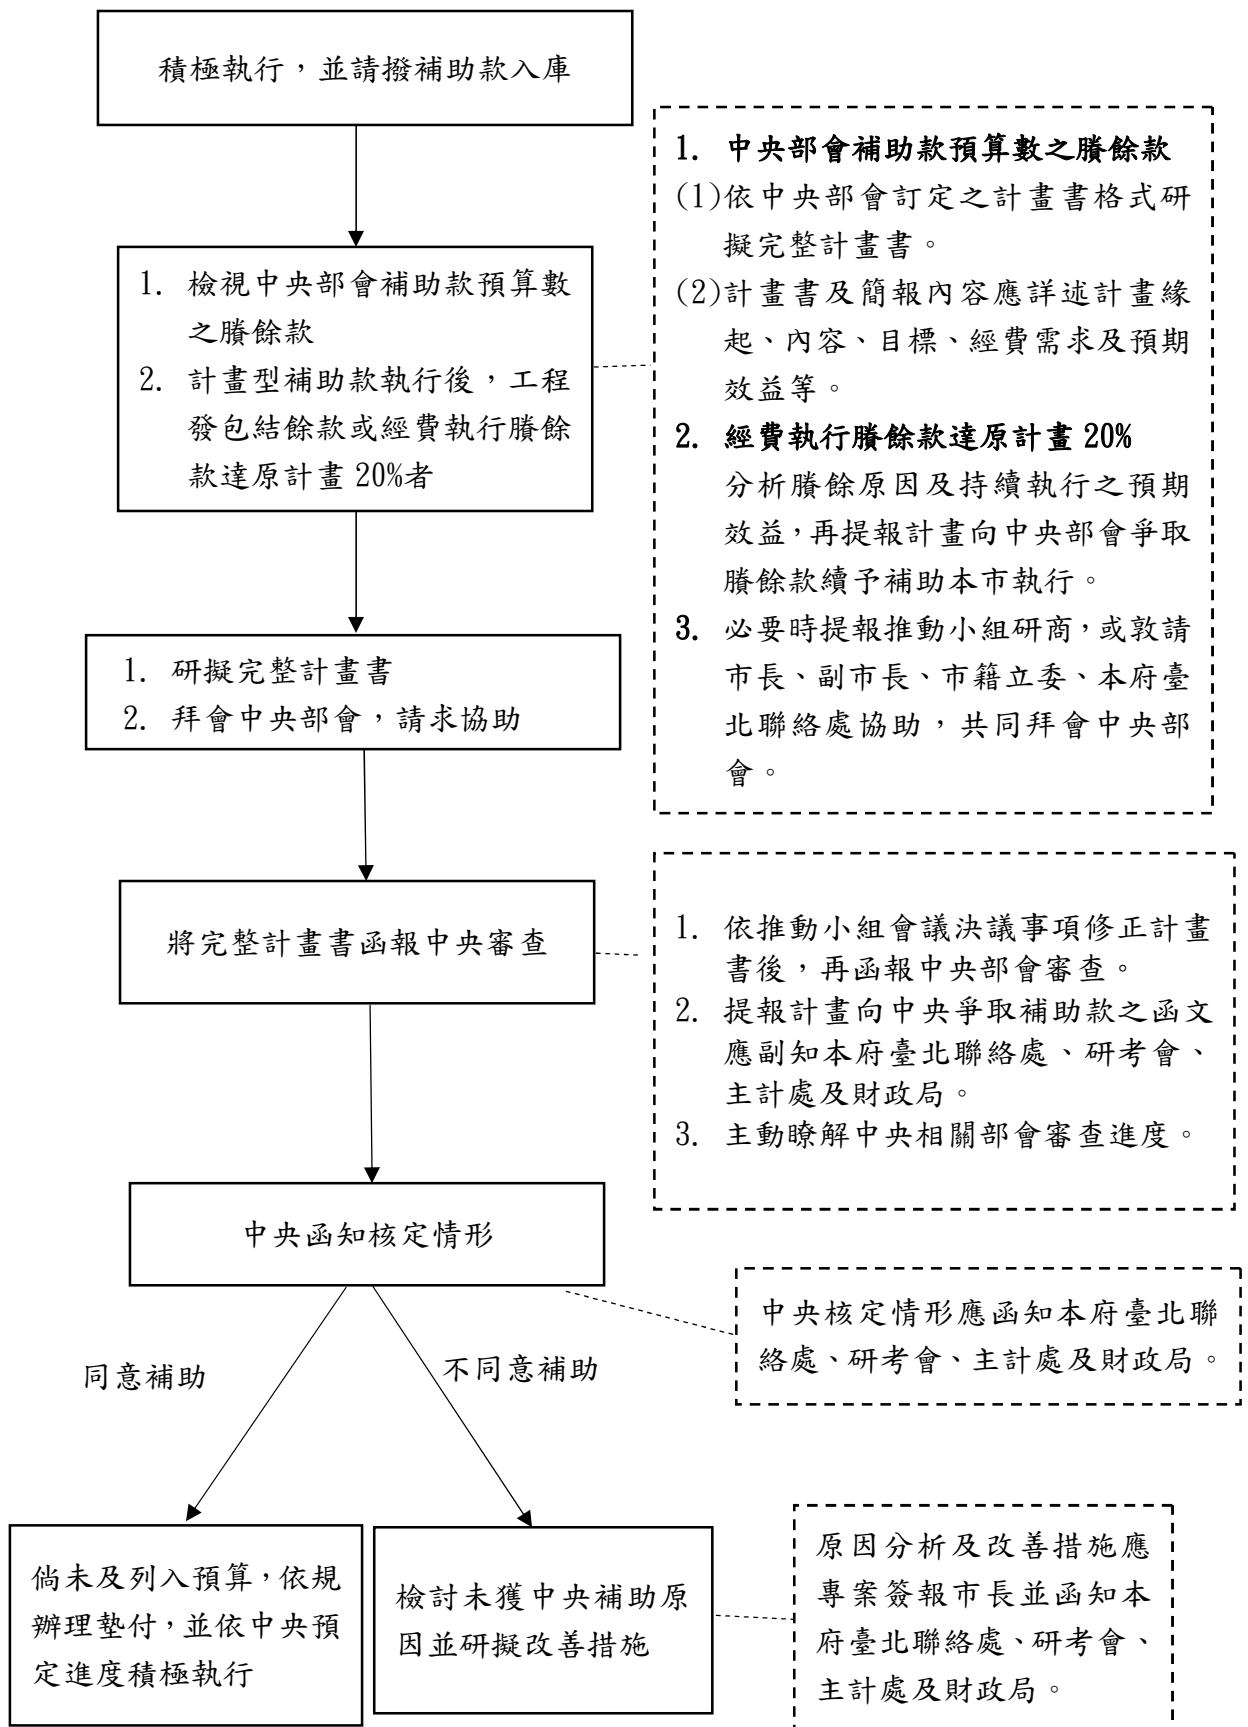 積極執行，並請撥補助款入庫
1. 檢視中央部會補助款預算數
之賸餘款
2. 計畫型補助款執行後，工程
發包結餘款或經費執行賸餘
款達原計畫 20%者
1. 中央部會補助款預算數之賸餘款
(1)依中央部會訂定之計畫書格式研
擬完整計畫書。
(2)計畫書及簡報內容應詳述計畫緣
起、內容、目標、經費需求及預期
效益等。
2. 經費執行賸餘款達原計畫 20%
分析賸餘原因及持續執行之預期
效益，再提報計畫向中央部會爭取
賸餘款續予補助本市執行。
3. 必要時提報推動小組研商，或敦請
市長、副市長、市籍立委、本府臺
北聯絡處協助，共同拜會中央部
會。
1. 研擬完整計畫書
2. 拜會中央部會，請求協助
將完整計畫書函報中央審查
1. 依推動小組會議決議事項修正計畫
書後，再函報中央部會審查。
2. 提報計畫向中央爭取補助款之函文
應副知本府臺北聯絡處、研考會、
主計處及財政局。
3. 主動瞭解中央相關部會審查進度。
中央函知核定情形
中央核定情形應函知本府臺北聯
絡處、研考會、主計處及財政局。
同意補助
不同意補助
倘未及列入預算，依規
辦理墊付，並依中央預
定進度積極執行
檢討未獲中央補助原
因並研擬改善措施
原因分析及改善措施應
專案簽報市長並函知本
府臺北聯絡處、研考會、
主計處及財政局。